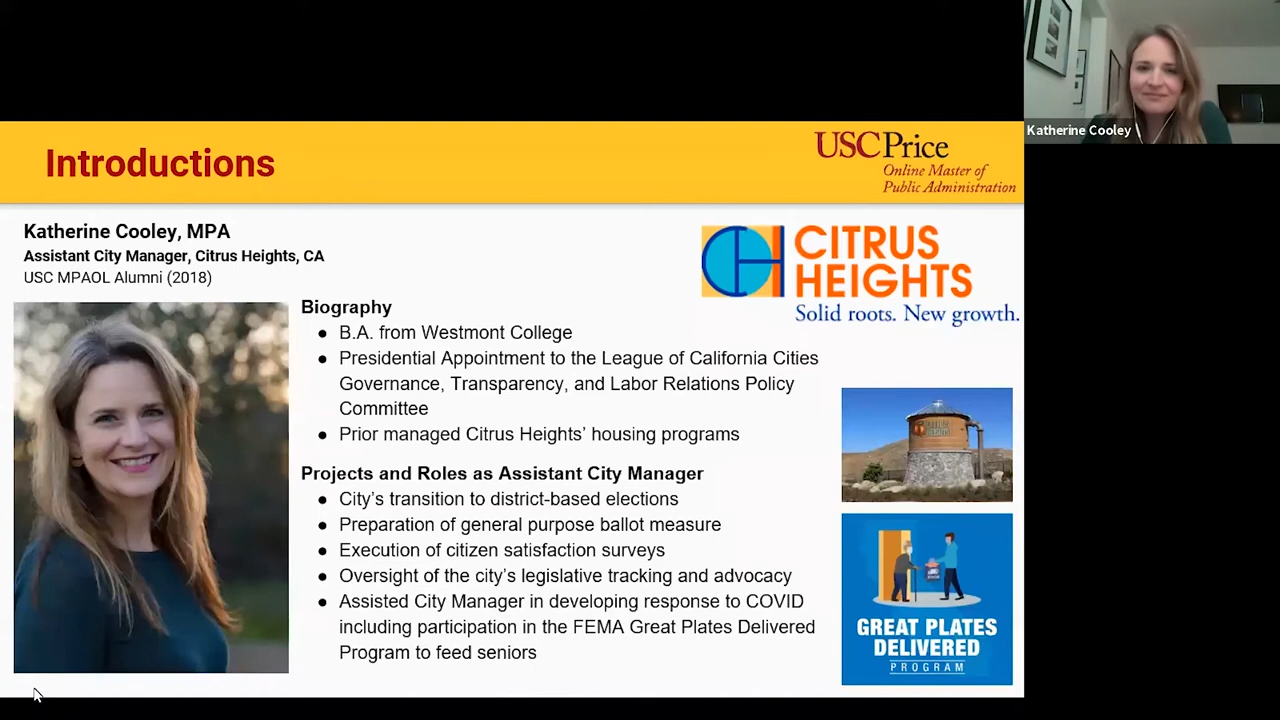 Katherine Cooley
Introductions
USCPrice
Online Master of
Public Administration
Katherine Cooley, MPA
Assistant City Manager, Citrus Heights, CA
USC MPAOL Alumni (2018)
CITRUS
HEIGHTS
Solid roots. New growth.
Biography
● B.A. from Westmont College
● Presidential Appointment to the League of California Cities
Governance, Transparency, and Labor Relations Policy
Committee
● Prior managed Citrus Heights’ housing programs
Projects and Roles as Assistant City Manager
● City’s transition to district-based elections
● Preparation of general purpose ballot measure
● Execution of citizen satisfaction surveys
● Oversight of the city’s legislative tracking and advocacy
● Assisted City Manager in developing response to COVID
including participation in the FEMA Great Plates Delivered
Program to feed seniors
GREAT PLATES
DELIVERED
PROGRAM